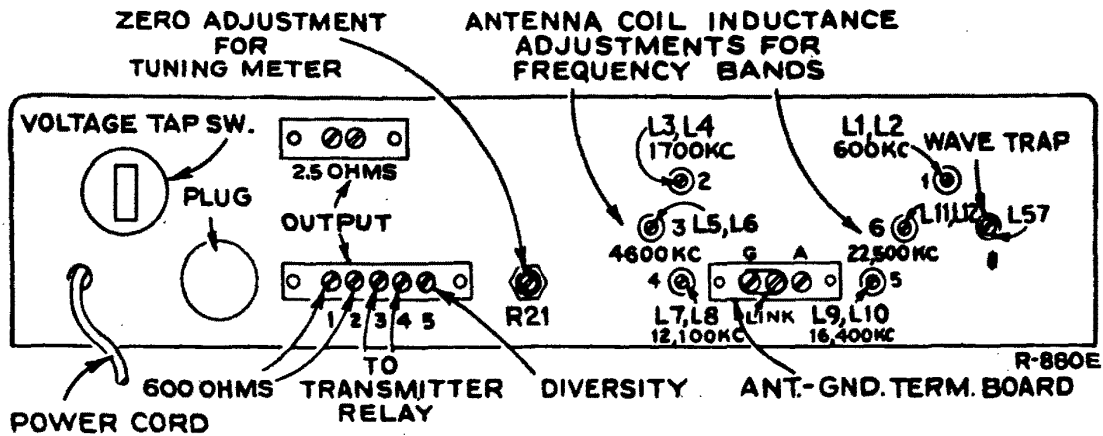 ZERO ADJUSTMENT
FOR
TUNING METER
ANTENNA COIL INDUCTANCE
ADJUSTMENTS FOR
FREQUENCY BANDS
VOLTAGE TAP SW.
2.5 OHMS
PLUG
OUTPUT
L3, L4
1700KC
2
L1, L2
600KC
1
WAVE TRAP
3
L5, L6
4600KC
6
L11, L12
22,500KC
L57
G
A
4
5
1 2 3 4 5
R21
L7, L8
12,100KC
LINK
L9, L10
16,400KC
R-880E
POWER CORD
600 OHMS
TO
TRANSMITTER
RELAY
DIVERSITY
ANT.-GND. TERM. BOARD